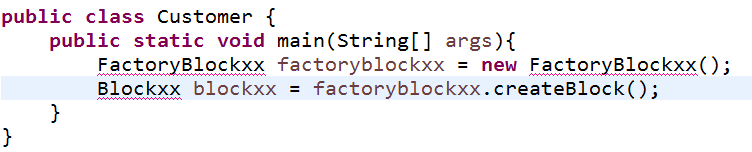 public class Customer {
    public static void main(String[] args){
        FactoryBlockxx factoryblockxx = new FactoryBlockxx();
        Blockxx blockxx = factoryblockxx.createBlock();
    }
}